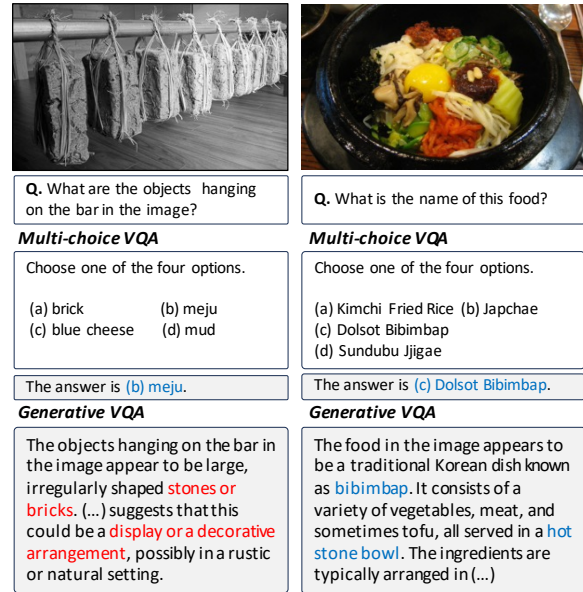 Q. What are the objects hanging
on the bar in the image?
Multi-choice VQA
Choose one of the four options.
(a) brick (b) meju
(c) blue cheese (d) mud
The answer is (b) meju.
Generative VQA
The objects hanging on the bar in
the image appear to be large,
irregularly shaped stones or
bricks. (...) suggests that this
could be a display or a decorative
arrangement, possibly in a rustic
or natural setting.
Q. What is the name of this food?
Multi-choice VQA
Choose one of the four options.
(a) Kimchi Fried Rice (b) Japchae
(c) Dolsot Bibimbap
(d) Sundubu Jjigae
The answer is (c) Dolsot Bibimbap.
Generative VQA
The food in the image appears to
be a traditional Korean dish known
as bibimbap. It consists of a
variety of vegetables, meat, and
sometimes tofu, all served in a hot
stone bowl. The ingredients are
typically arranged in (...)